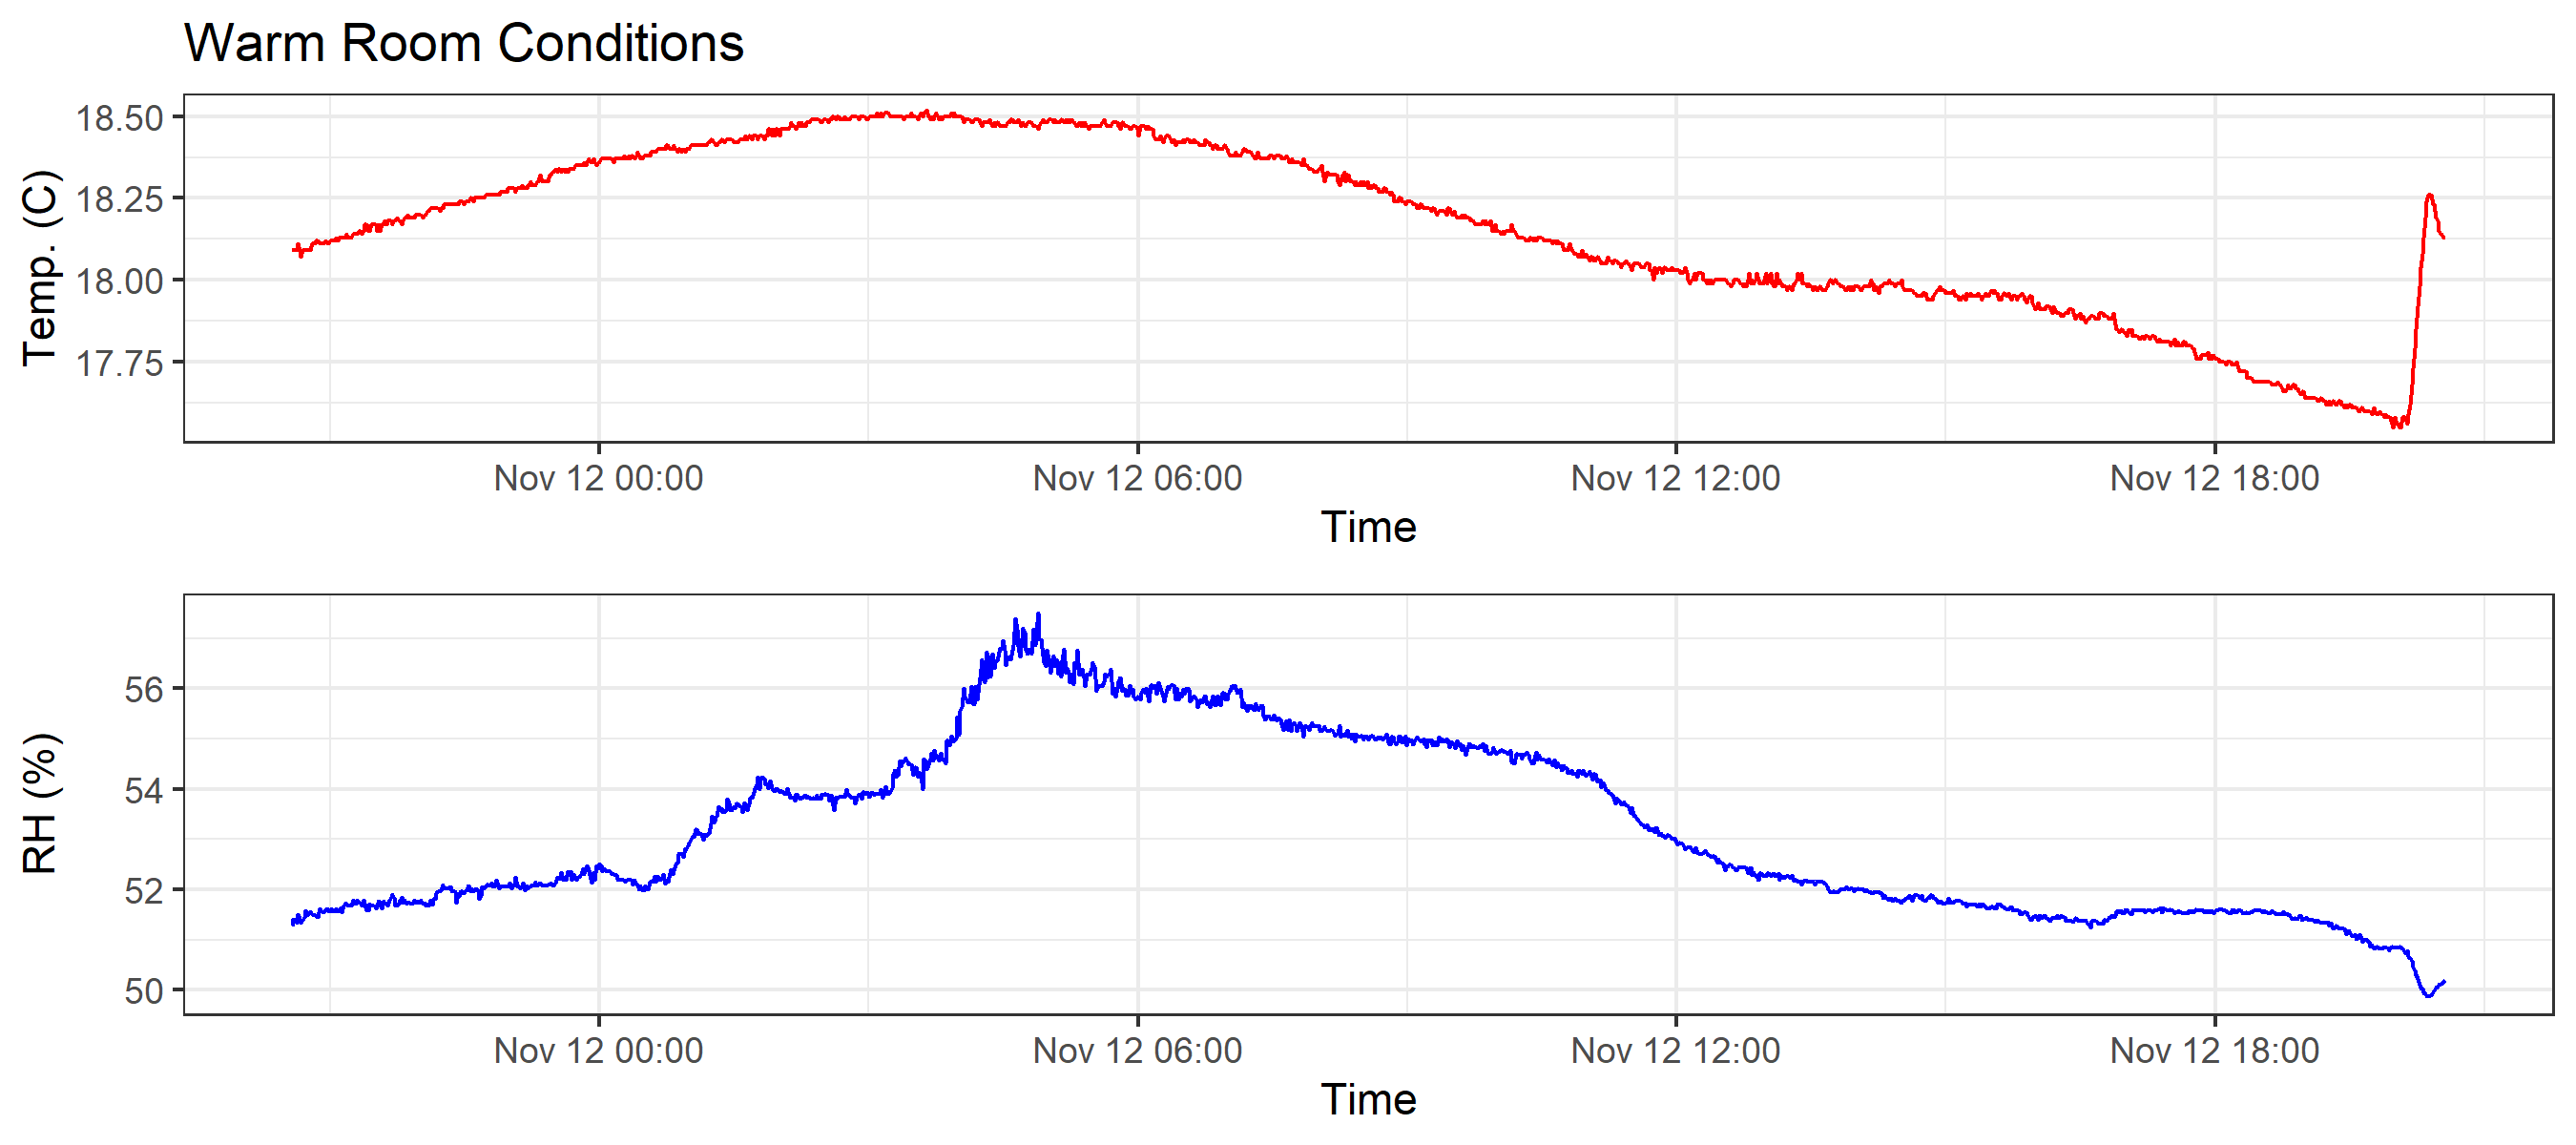 Warm Room Conditions
Temp. (C)
18.50
18.25
18.00
17.75
Nov 12 00:00 Nov 12 06:00 Nov 12 12:00 Nov 12 18:00
Time
RH (%)
56
54
52
50
Nov 12 00:00 Nov 12 06:00 Nov 12 12:00 Nov 12 18:00
Time